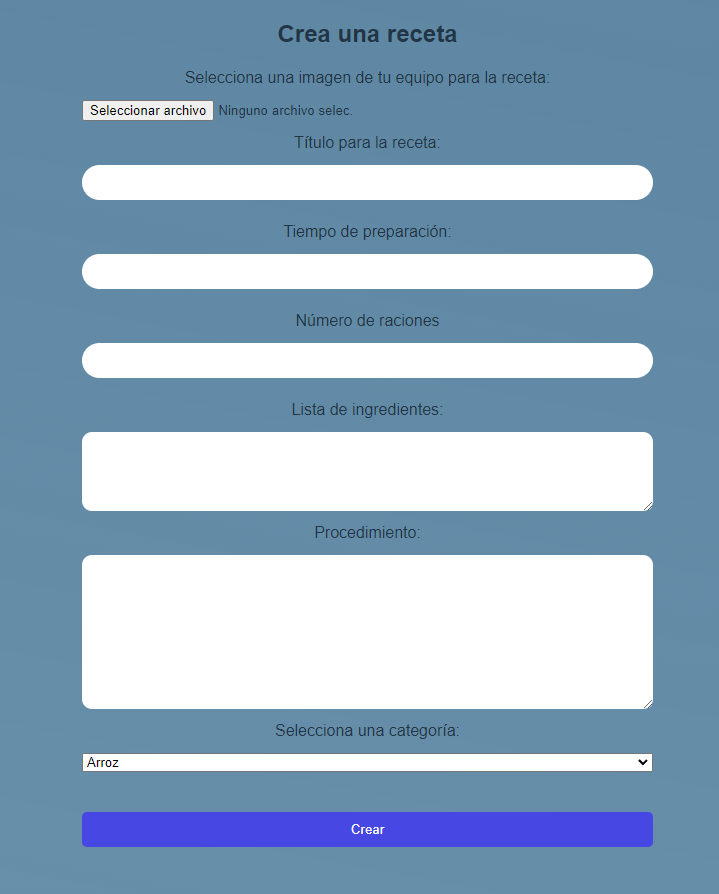 Crea una receta
Selecciona una imagen de tu equipo para la receta:
Seleccionar archivo Ninguno archivo selec.
Título para la receta:
Tiempo de preparación:
Número de raciones
Lista de ingredientes:
Procedimiento:
Selecciona una categoría:
Arroz
Crear